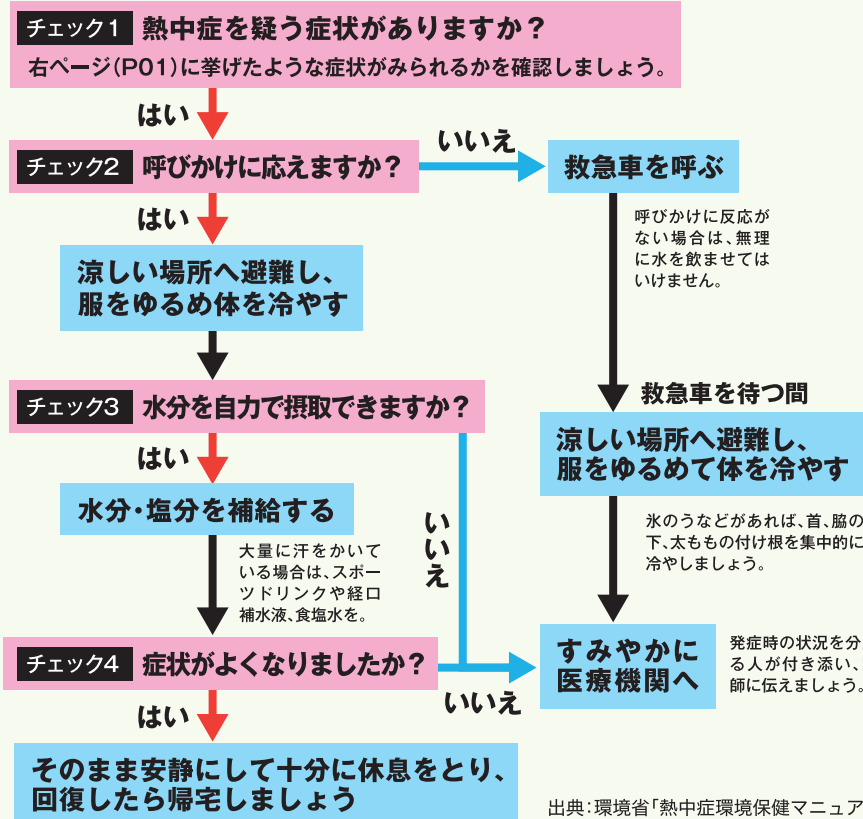 チェック1 熱中症を疑う症状がありますか?
右ページ(P01)に挙げたような症状がみられるかを確認しましょう。
はい
チェック2 呼びかけに応えますか?
いいえ
救急車を呼ぶ
呼びかけに反応が
ない場合は、無理
に水を飲ませては
いけません。
はい
涼しい場所へ避難し、
服をゆるめ体を冷やす
チェック3 水分を自力で摂取できますか?
はい
いいえ
水分・塩分を補給する
大量に汗をかいて
いる場合は、スポー
ツドリンクや経口
補水液、食塩水を。
救急車を待つ間
涼しい場所へ避難し、
服をゆるめて体を冷やす
氷のうなどがあれば、首、脇の
下、太ももの付け根を集中的に
冷やしましょう。
チェック4 症状がよくなりましたか?
いいえ
すみやかに
医療機関へ
発症時の状況を分
る人が付き添い、
師に伝えましょう。
はい
そのまま安静にして十分に休息をとり、
回復したら帰宅しましょう
出典:環境省「熱中症環境保健マニュア